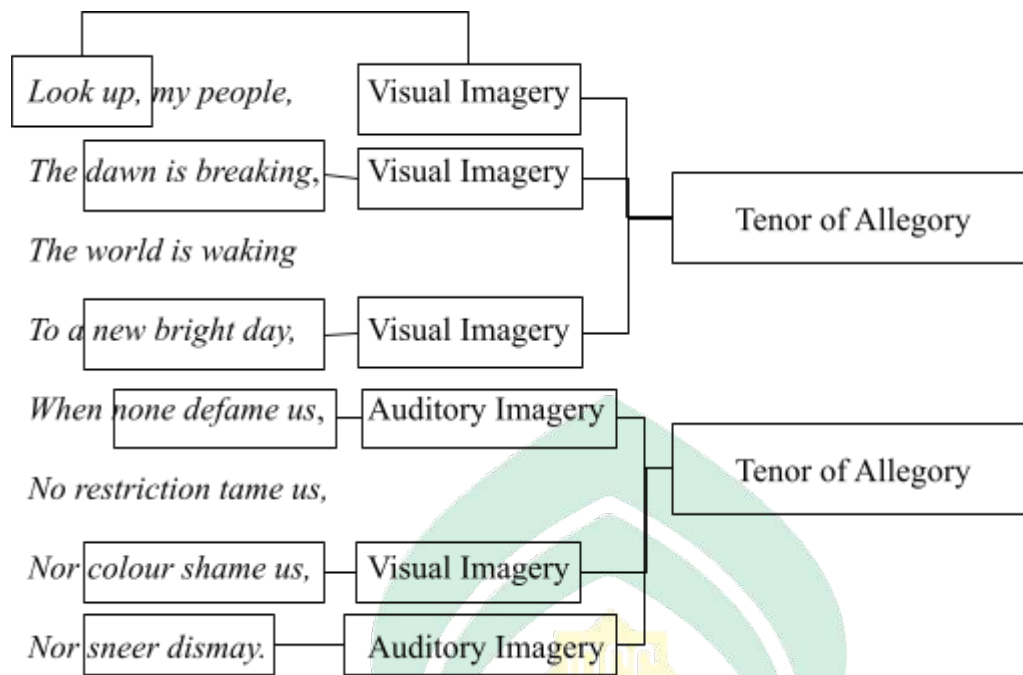 Look up, my people, Visual Imagery
The dawn is breaking, Visual Imagery
Tenor of Allegory
The world is waking
To a new bright day, Visual Imagery
When none defame us, Auditory Imagery
Tenor of Allegory
No restriction tame us,
Nor colour shame us, Visual Imagery
Nor sneer dismay. Auditory Imagery